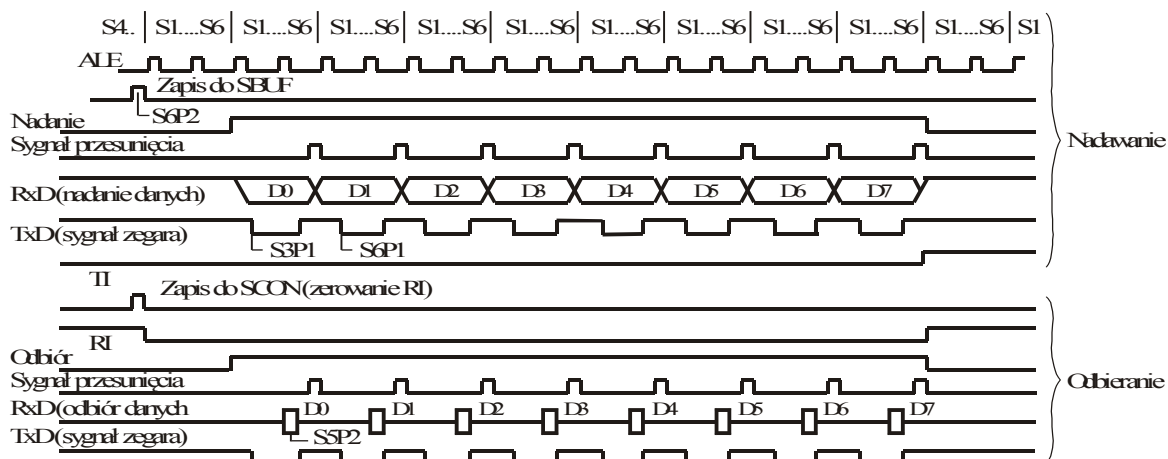 S4.. S1....S6 S1....S6 S1....S6 S1....S6 S1....S6 S1....S6 S1....S6 S1....S6 S1....S6 S1....S6 S1
ALE
Zapis do SBUF
S6P2
Nadanie
Sygnał przesunięcia
Nadawanie
RxD(nadanie danych) D0 D1 D2 D3 D4 D5 D6 D7
TxD(sygnał zegara)
S3P1 S6P1
TI
Zapis do SCON(zerowanie RI)
RI
Odbiór
Sygnał przesunięcia
Odbieranie
RxD(odbiór danych D0 D1 D2 D3 D4 D5 D6 D7
TxD(sygnał zegara) S5P2